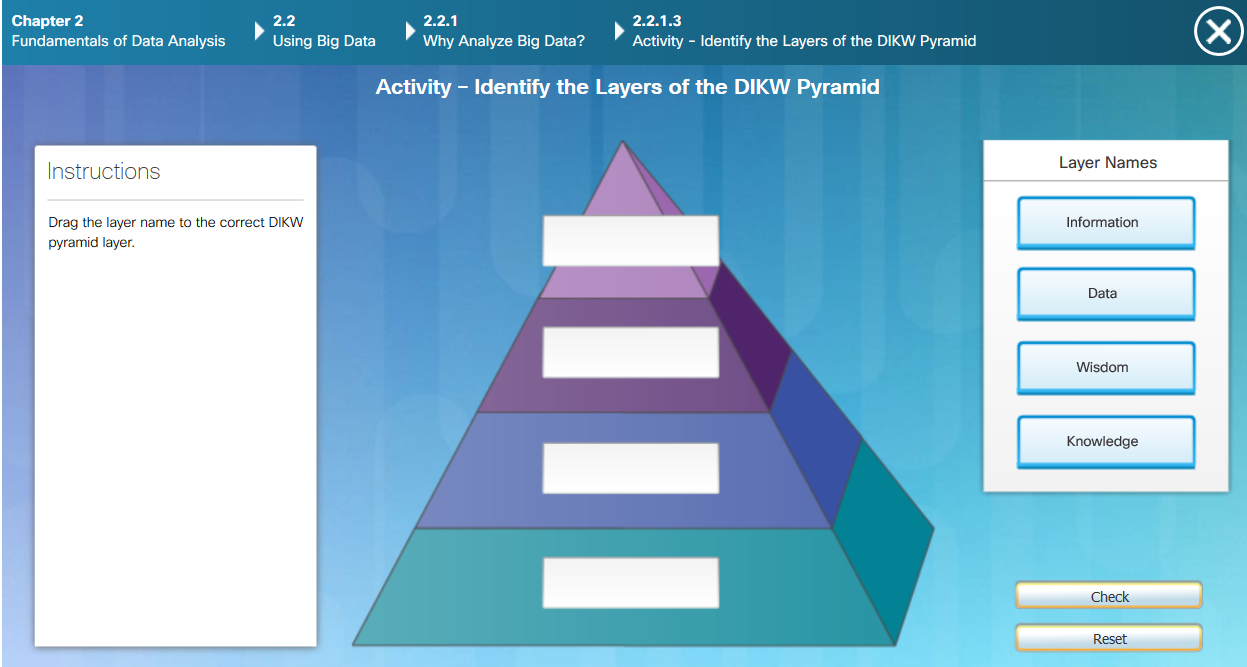 Chapter 2
Fundamentals of Data Analysis
2.2
Using Big Data
2.2.1
Why Analyze Big Data?
2.2.1.3
Activity – Identify the Layers of the DIKW Pyramid
Activity – Identify the Layers of the DIKW Pyramid
Instructions
Drag the layer name to the correct DIKW
pyramid layer.
Layer Names
Information
Data
Wisdom
Knowledge
Check
Reset